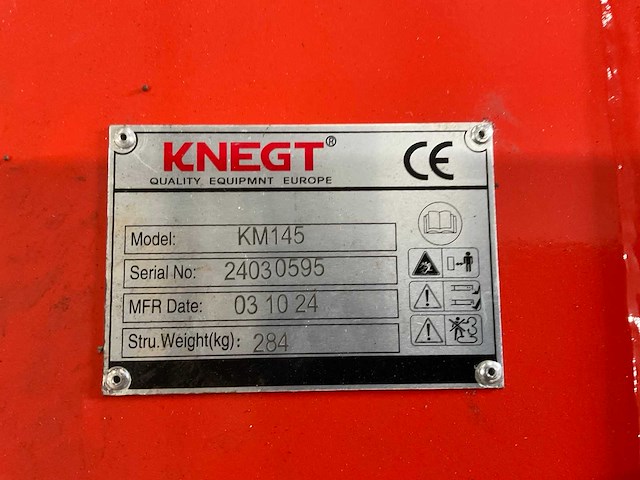 KNEGT® CE
QUALITY EQUIPMNT EUROPE
Model: KM145
Serial No: 24030595
MFR Date: 03 10 24
Stru.Weight(kg): 284